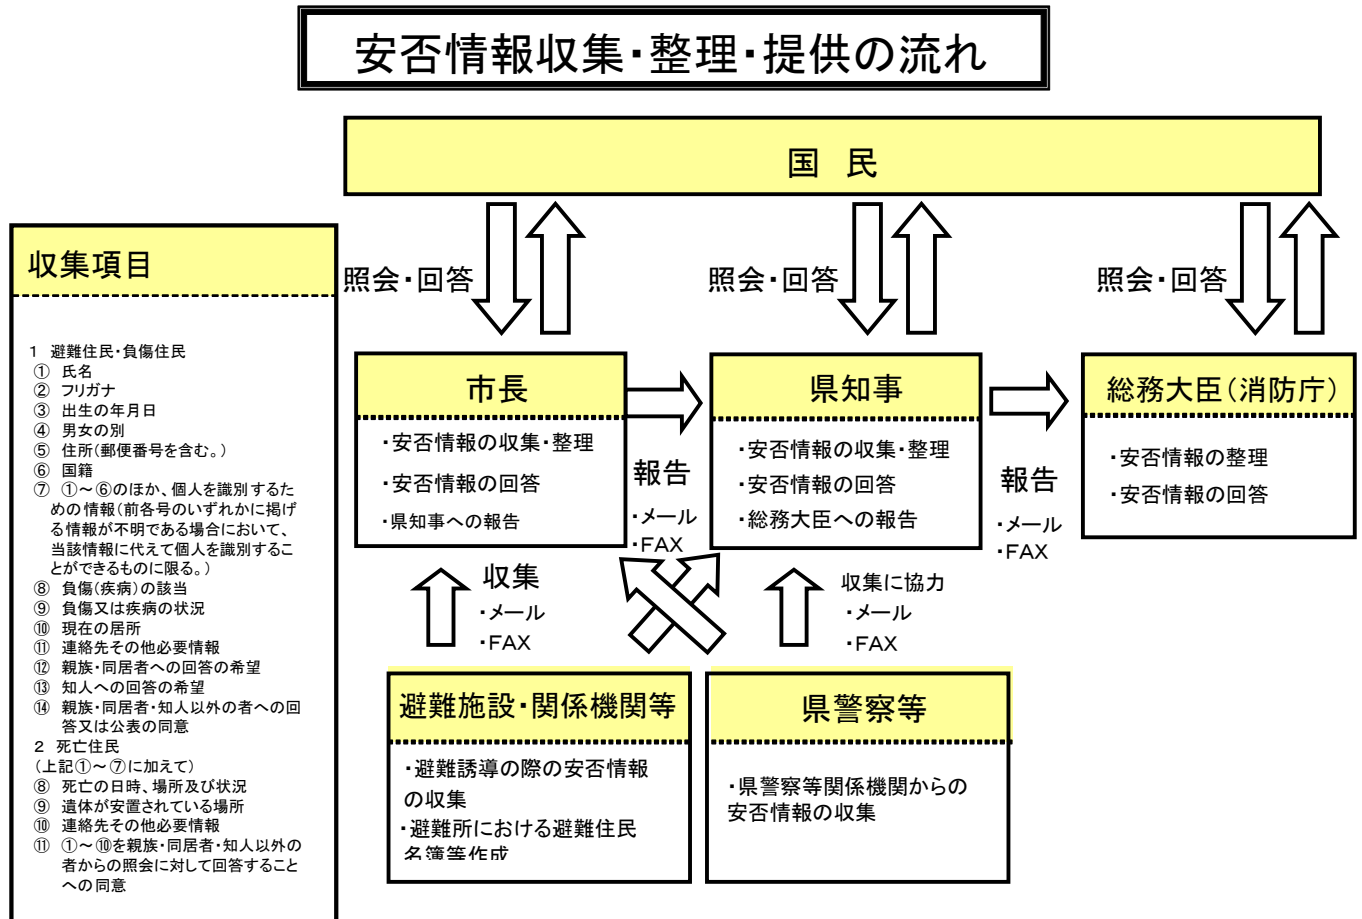 安否情報収集・整理・提供の流れ
国　民
収集項目
1　避難住民・負傷住民
①　氏名
②　フリガナ
③　出生の年月日
④　男女の別
⑤　住所(郵便番号を含む。)
⑥　国籍
⑦　①～⑥のほか、個人を識別するた
めの情報(前各号のいずれかに掲げ
る情報が不明である場合において、
当該情報に代えて個人を識別するこ
とができるものに限る。)
⑧　負傷(疾病)の該当
⑨　負傷又は疾病の状況
⑩　現在の居所
⑪　連絡先その他必要情報
⑫　親族・同居者への回答の希望
⑬　知人への回答の希望
⑭　親族・同居者・知人以外の者への回
答又は公表の同意
2　死亡住民
(上記①～⑦に加えて)
⑧　死亡の日時、場所及び状況
⑨　遺体が安置されている場所
⑩　連絡先その他必要情報
⑪　①～⑩を親族・同居者・知人以外の
者からの照会に対して回答すること
への同意
照会・回答
照会・回答
照会・回答
市長
・安否情報の収集・整理
・安否情報の回答
・県知事への報告
報告
・メール
・FAX
県知事
・安否情報の収集・整理
・安否情報の回答
・総務大臣への報告
報告
・メール
・FAX
総務大臣(消防庁)
・安否情報の整理
・安否情報の回答
収集
・メール
・FAX
収集に協力
・メール
・FAX
避難施設・関係機関等
・避難誘導の際の安否情報
の収集
・避難所における避難住民
名簿等作成
県警察等
・県警察等関係機関からの
安否情報の収集